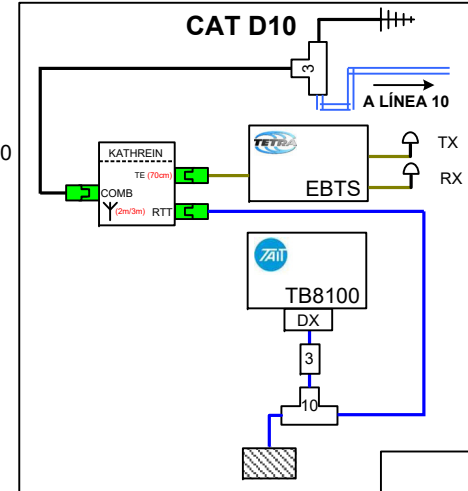 CAT D10
3
A LÍNEA 10
0
KATHREIN
TE (70cm)
COMB
(2m/3m) RTT
TETRA
EBTS
TX
RX
TAIT
TB8100
DX
3
10